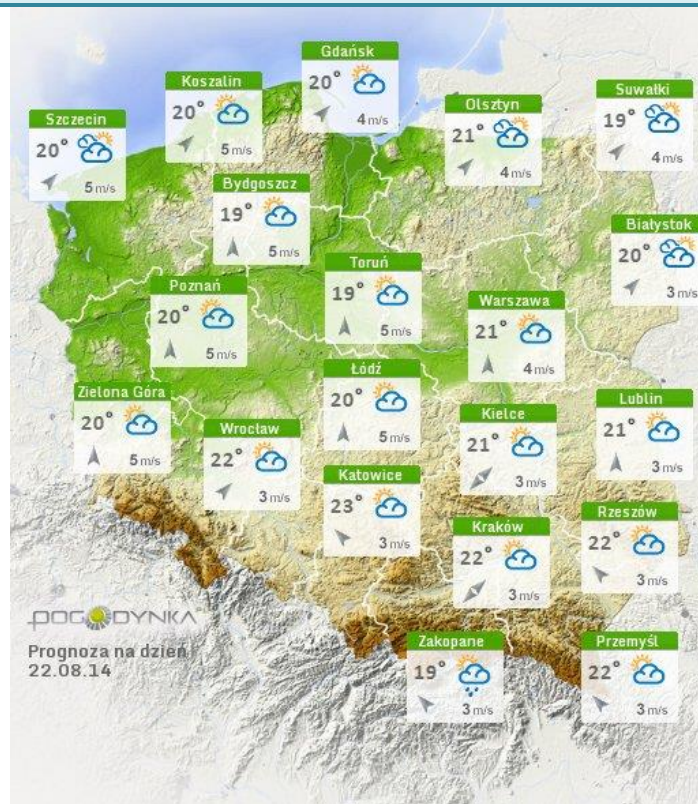 Gdańsk
20°
4 m/s
Koszalin
20°
5 m/s
Suwałki
19°
4 m/s
Olsztyn
21°
4 m/s
Szczecin
20°
5 m/s
Bydgoszcz
19°
5 m/s
Białystok
20°
3 m/s
Toruń
19°
5 m/s
Poznań
20°
5 m/s
Warszawa
21°
4 m/s
Łódź
20°
5 m/s
Zielona Góra
20°
5 m/s
Lublin
21°
3 m/s
Kielce
21°
3 m/s
Wrocław
22°
3 m/s
Katowice
23°
3 m/s
Rzeszów
22°
3 m/s
Kraków
22°
3 m/s
POGODYNKA
Prognoza na dzień
22.08.14
Zakopane
19°
3 m/s
Przemyśl
22°
3 m/s